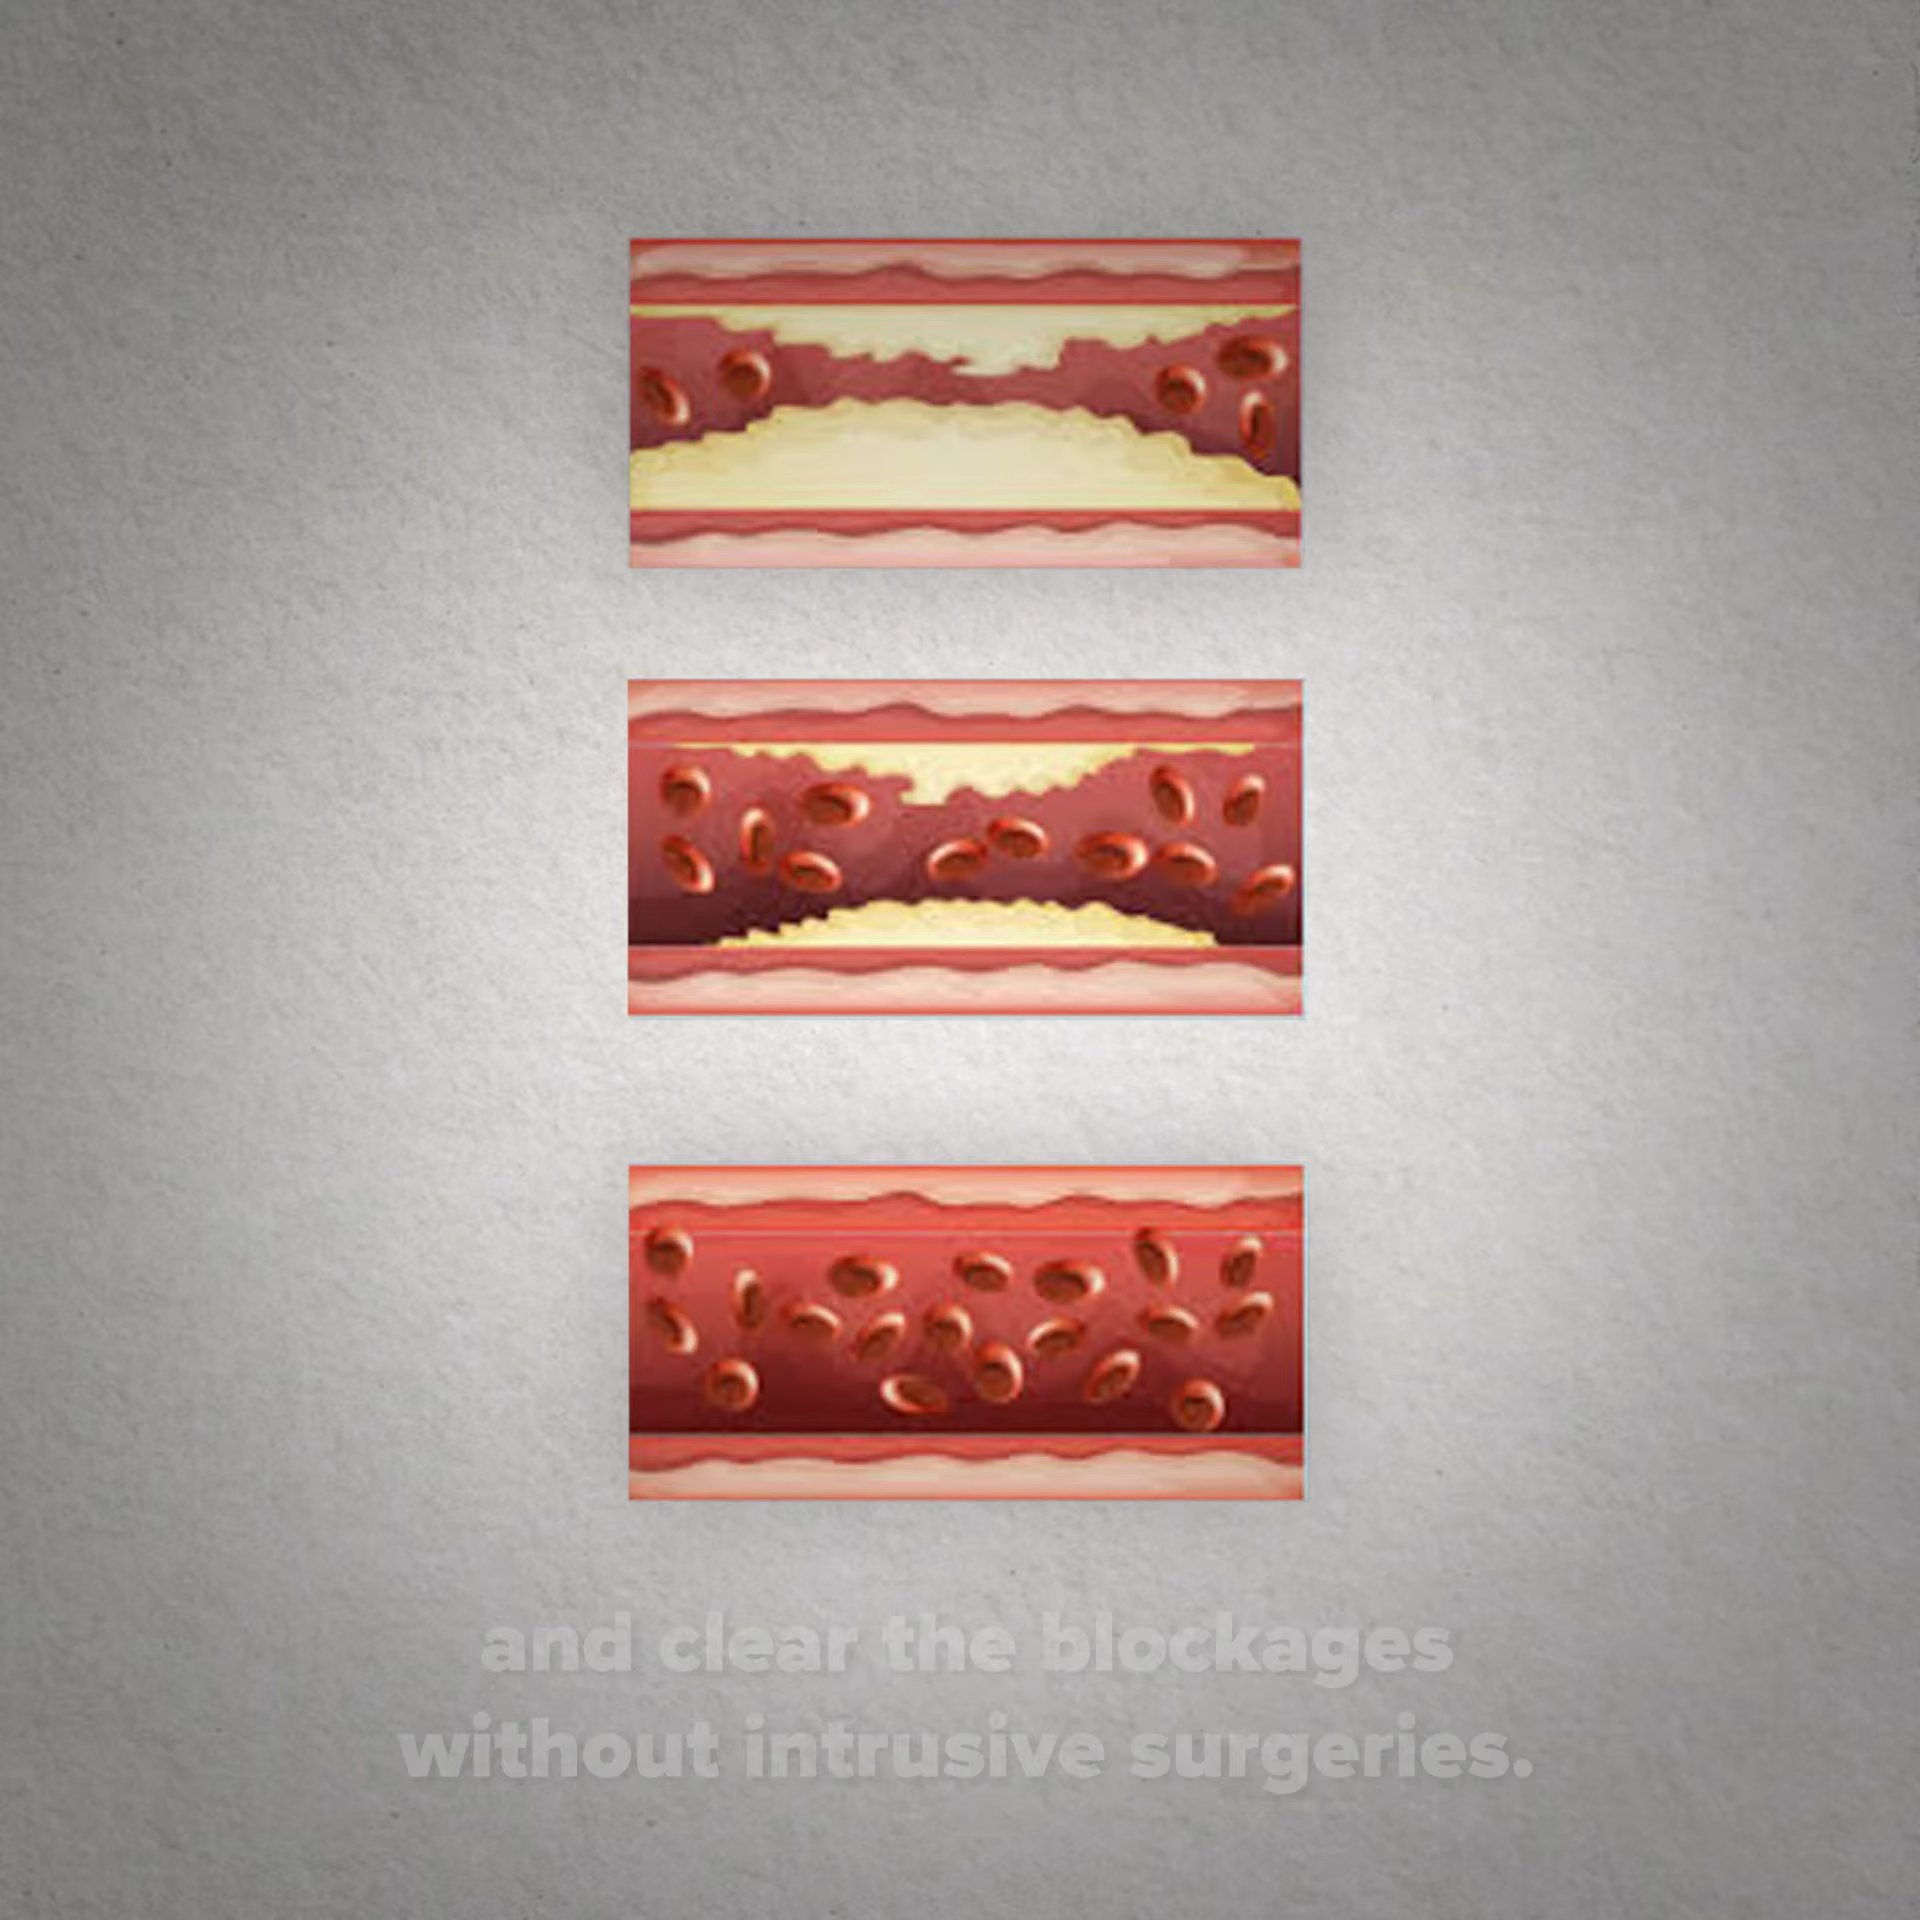 and clear the blockages
without intrusive surgeries.